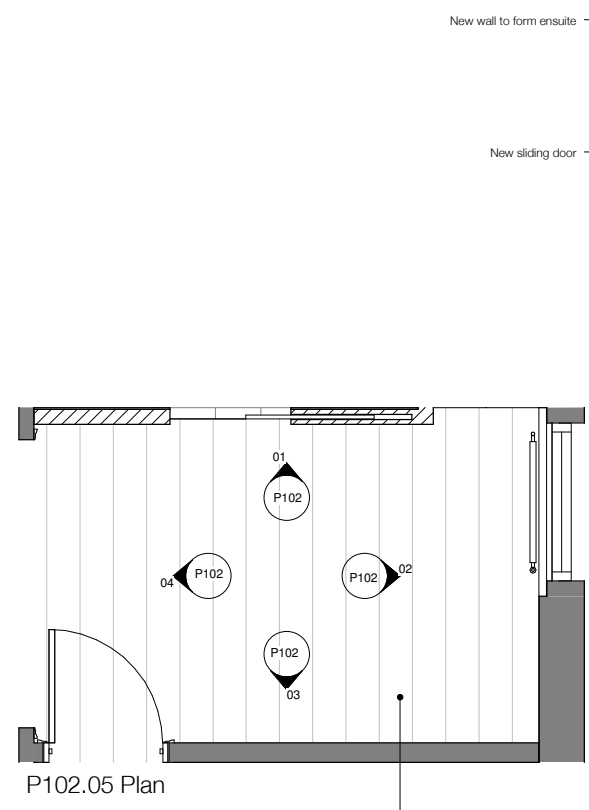 New wall to form ensuite
New sliding door
01
P102
04
P102
P102
02
P102
03
P102.05 Plan